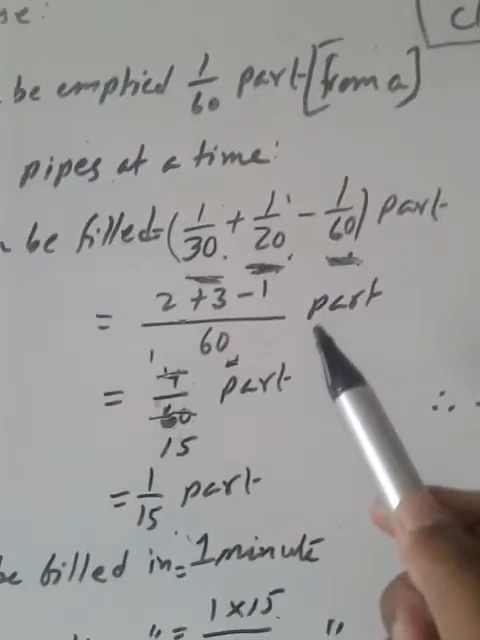 be emptied 1/60 part [from a]
pipes at a time:
be filled = (1/30 + 1/20 - 1/60) part
= (2 + 3 - 1)/60 part
= 4/60 part
1
15
= 1/15 part
be filled in = 1 minute
" = 1 × 15 "